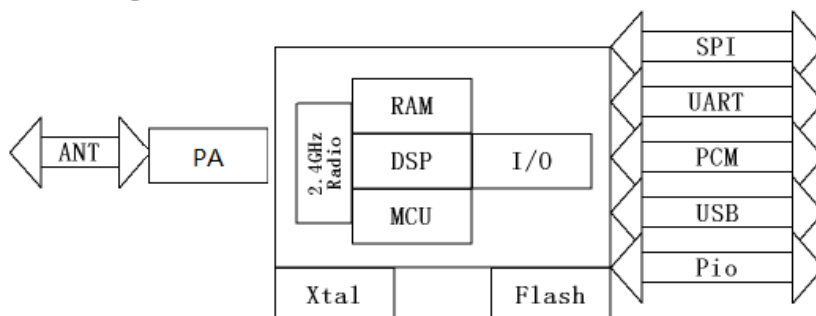 SPI
RAM
UART
2.4GHz
Radio
ANT
PA
DSP
I/O
PCM
MCU
USB
Pio
Xtal
Flash